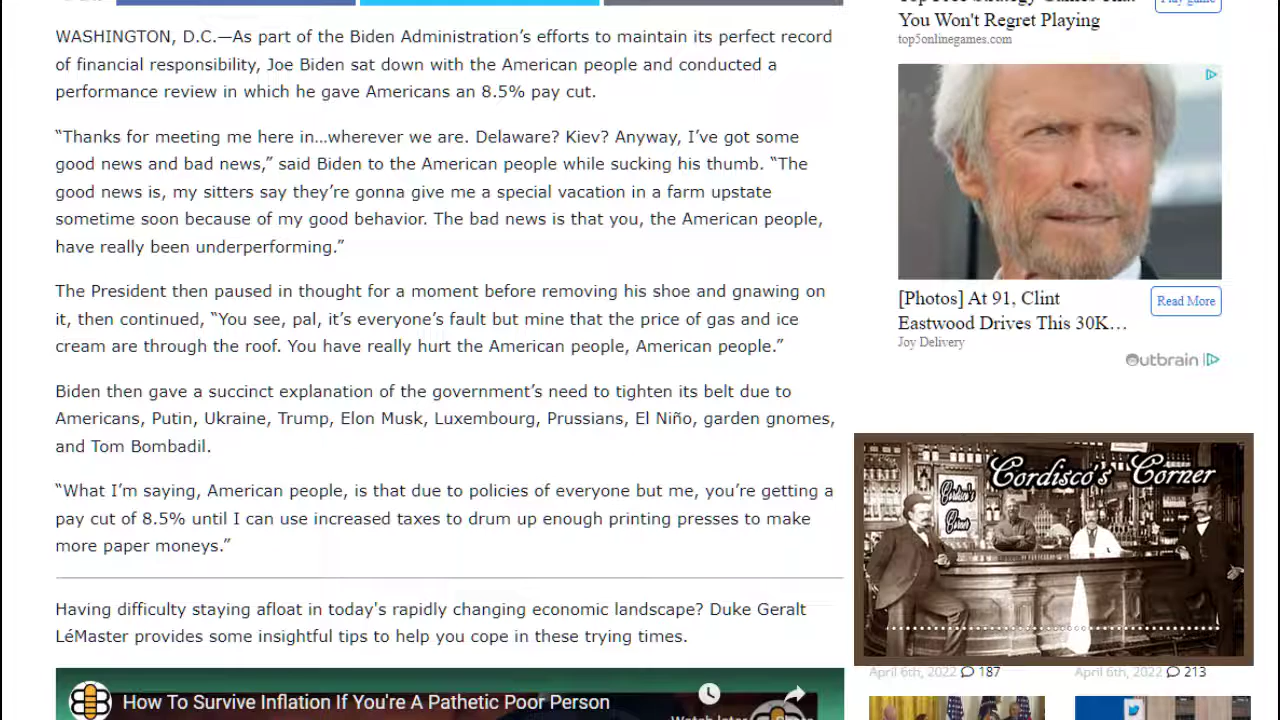 You Won't Regret Playing
top5onlinegames.com
WASHINGTON, D.C.—As part of the Biden Administration’s efforts to maintain its perfect record
of financial responsibility, Joe Biden sat down with the American people and conducted a
performance review in which he gave Americans an 8.5% pay cut.
“Thanks for meeting me here in...wherever we are. Delaware? Kiev? Anyway, I’ve got some
good news and bad news,” said Biden to the American people while sucking his thumb. “The
good news is, my sitters say they’re gonna give me a special vacation in a farm upstate
sometime soon because of my good behavior. The bad news is that you, the American people,
have really been underperforming.”
The President then paused in thought for a moment before removing his shoe and gnawing on
it, then continued, “You see, pal, it’s everyone’s fault but mine that the price of gas and ice
cream are through the roof. You have really hurt the American people, American people.”
Biden then gave a succinct explanation of the government’s need to tighten its belt due to
Americans, Putin, Ukraine, Trump, Elon Musk, Luxembourg, Prussians, El Niño, garden gnomes,
and Tom Bombadil.
“What I’m saying, American people, is that due to policies of everyone but me, you’re getting a
pay cut of 8.5% until I can use increased taxes to drum up enough printing presses to make
more paper moneys.”
Having difficulty staying afloat in today's rapidly changing economic landscape? Duke Geralt
LéMaster provides some insightful tips to help you cope in these trying times.
How To Survive Inflation If You're A Pathetic Poor Person
[Photos] At 91, Clint
Eastwood Drives This 30K…
Read More
Joy Delivery
Outbrain
Cordisco's Corner
Cordisco's
Corner
April 6th, 2022 187
April 6th, 2022 213